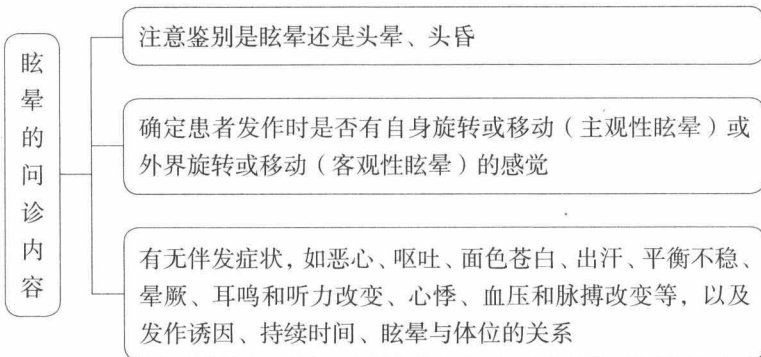 眩晕的问诊内容
注意鉴别是眩晕还是头晕、头昏
确定患者发作时是否有自身旋转或移动（主观性眩晕）或
外界旋转或移动（客观性眩晕）的感觉
有无伴发症状，如恶心、呕吐、面色苍白、出汗、平衡不稳、
晕厥、耳鸣和听力改变、心悸、血压和脉搏改变等，以及
发作诱因、持续时间、眩晕与体位的关系